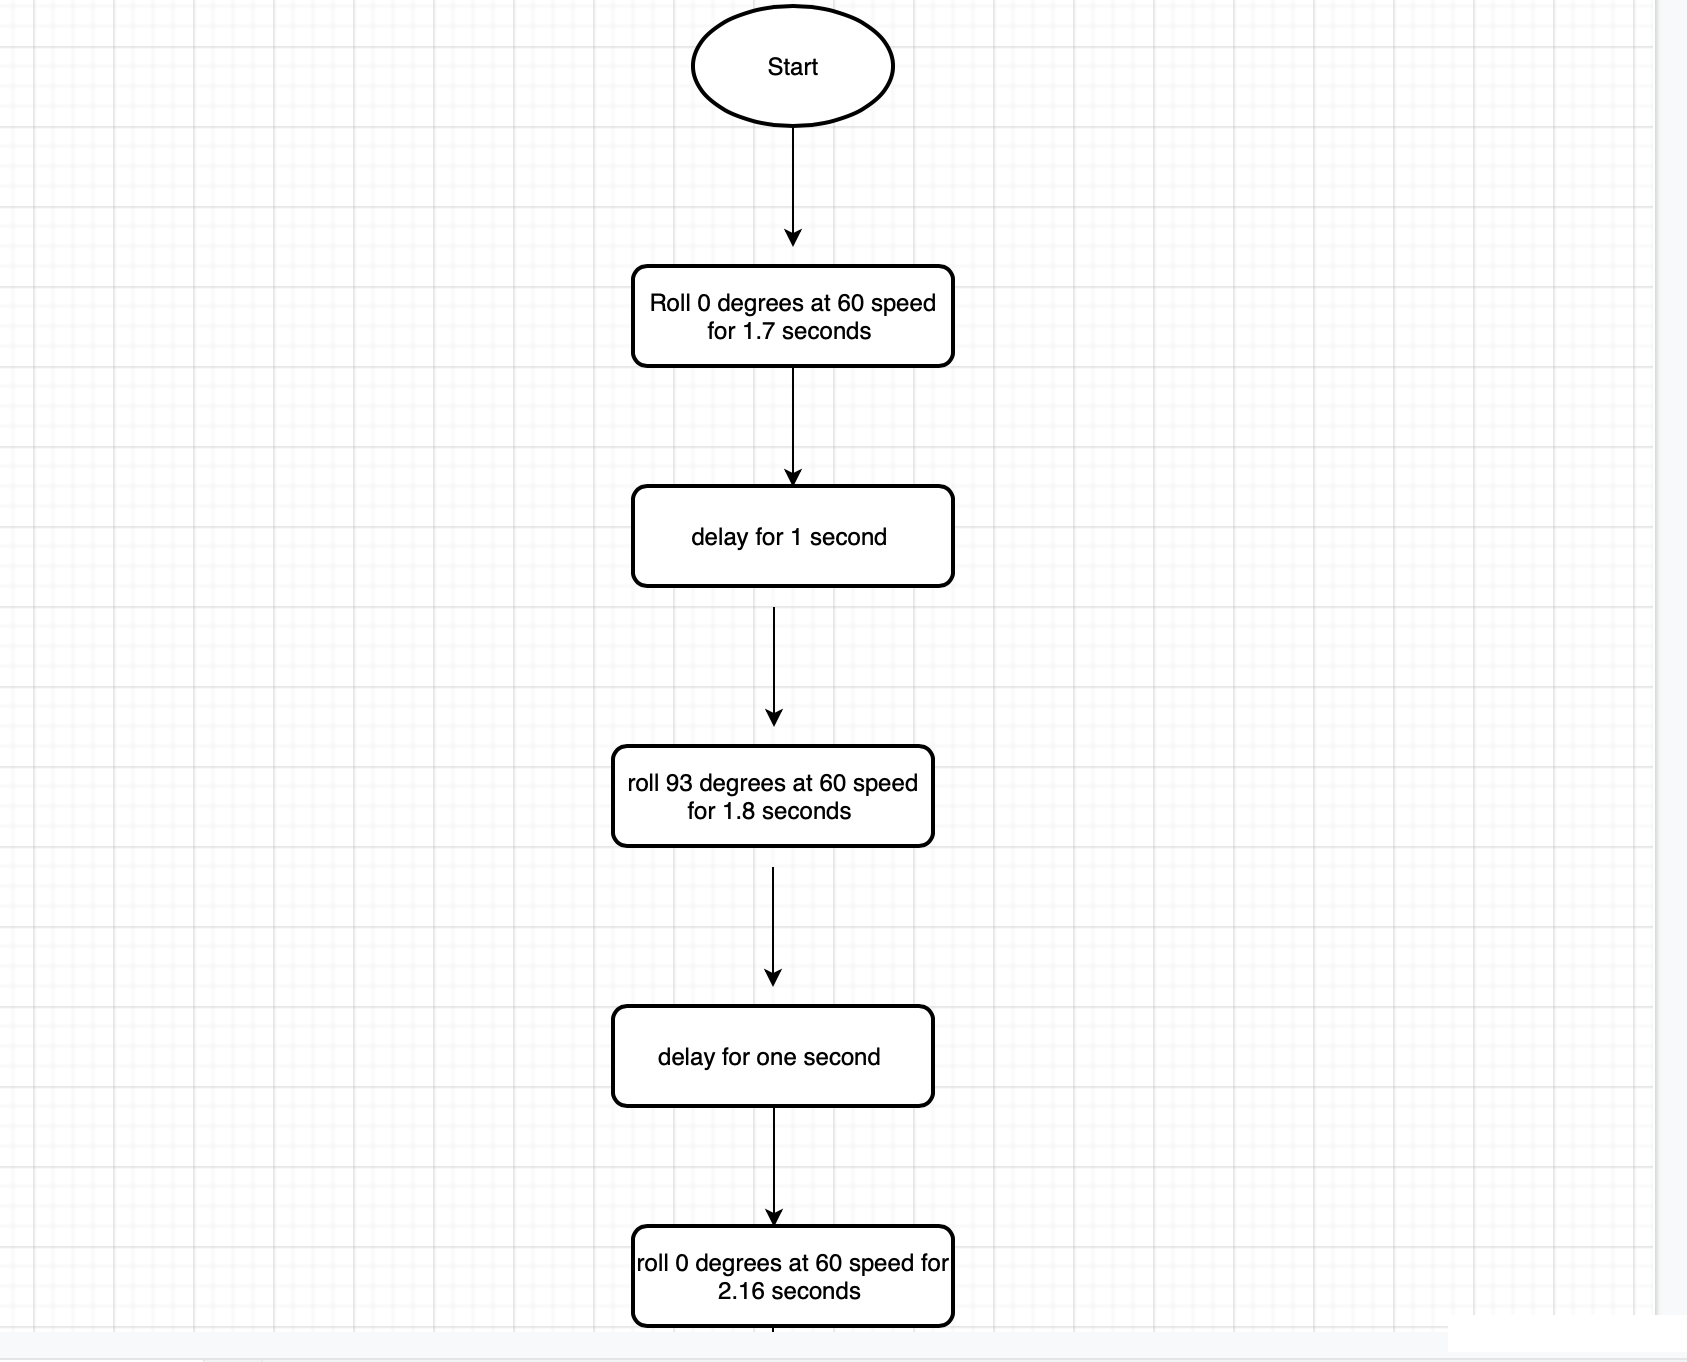 Start
Roll 0 degrees at 60 speed
for 1.7 seconds
delay for 1 second
roll 93 degrees at 60 speed
for 1.8 seconds
delay for one second
roll 0 degrees at 60 speed for
2.16 seconds